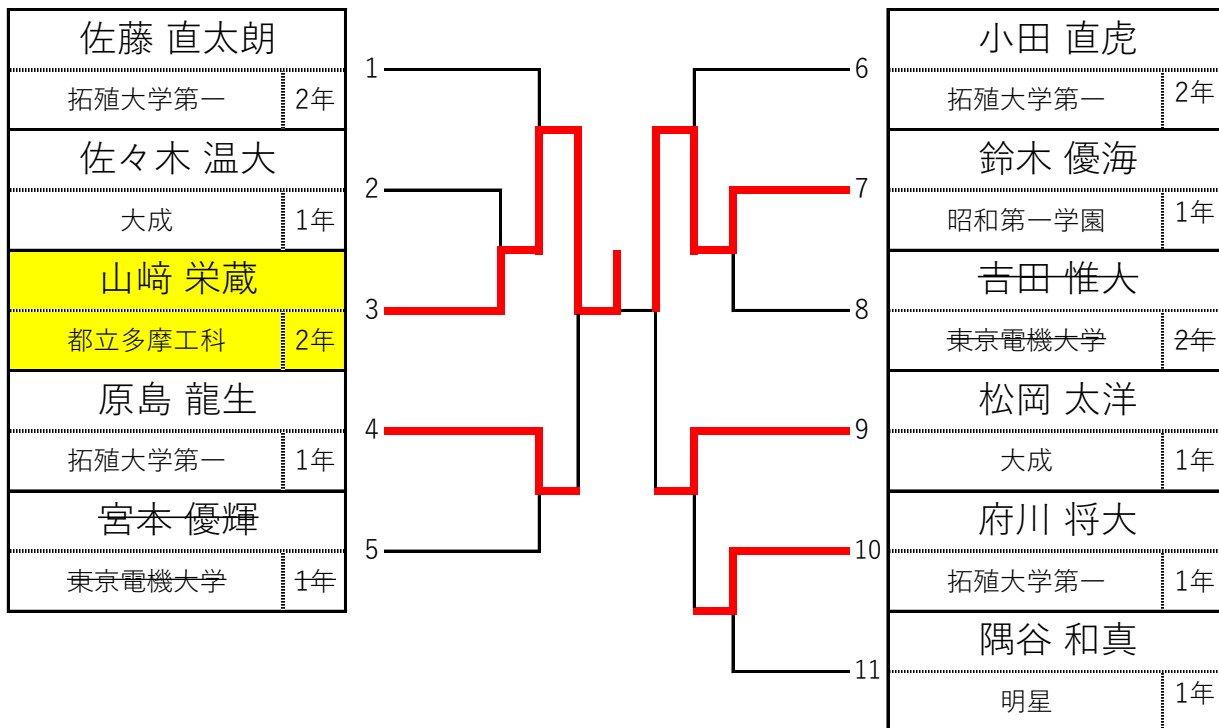 佐藤 直太朗
拓殖大学第一 2年
1
佐々木 温大
大成 1年
2
山﨑 栄蔵
都立多摩工科 2年
3
原島 龍生
拓殖大学第一 1年
4
宮本 優輝
東京電機大学 1年
5
小田 直虎
拓殖大学第一 2年
6
鈴木 優海
昭和第一学園 1年
7
吉田 惟人
東京電機大学 2年
8
松岡 太洋
大成 1年
9
府川 将大
拓殖大学第一 1年
10
隅谷 和真
明星 1年
11